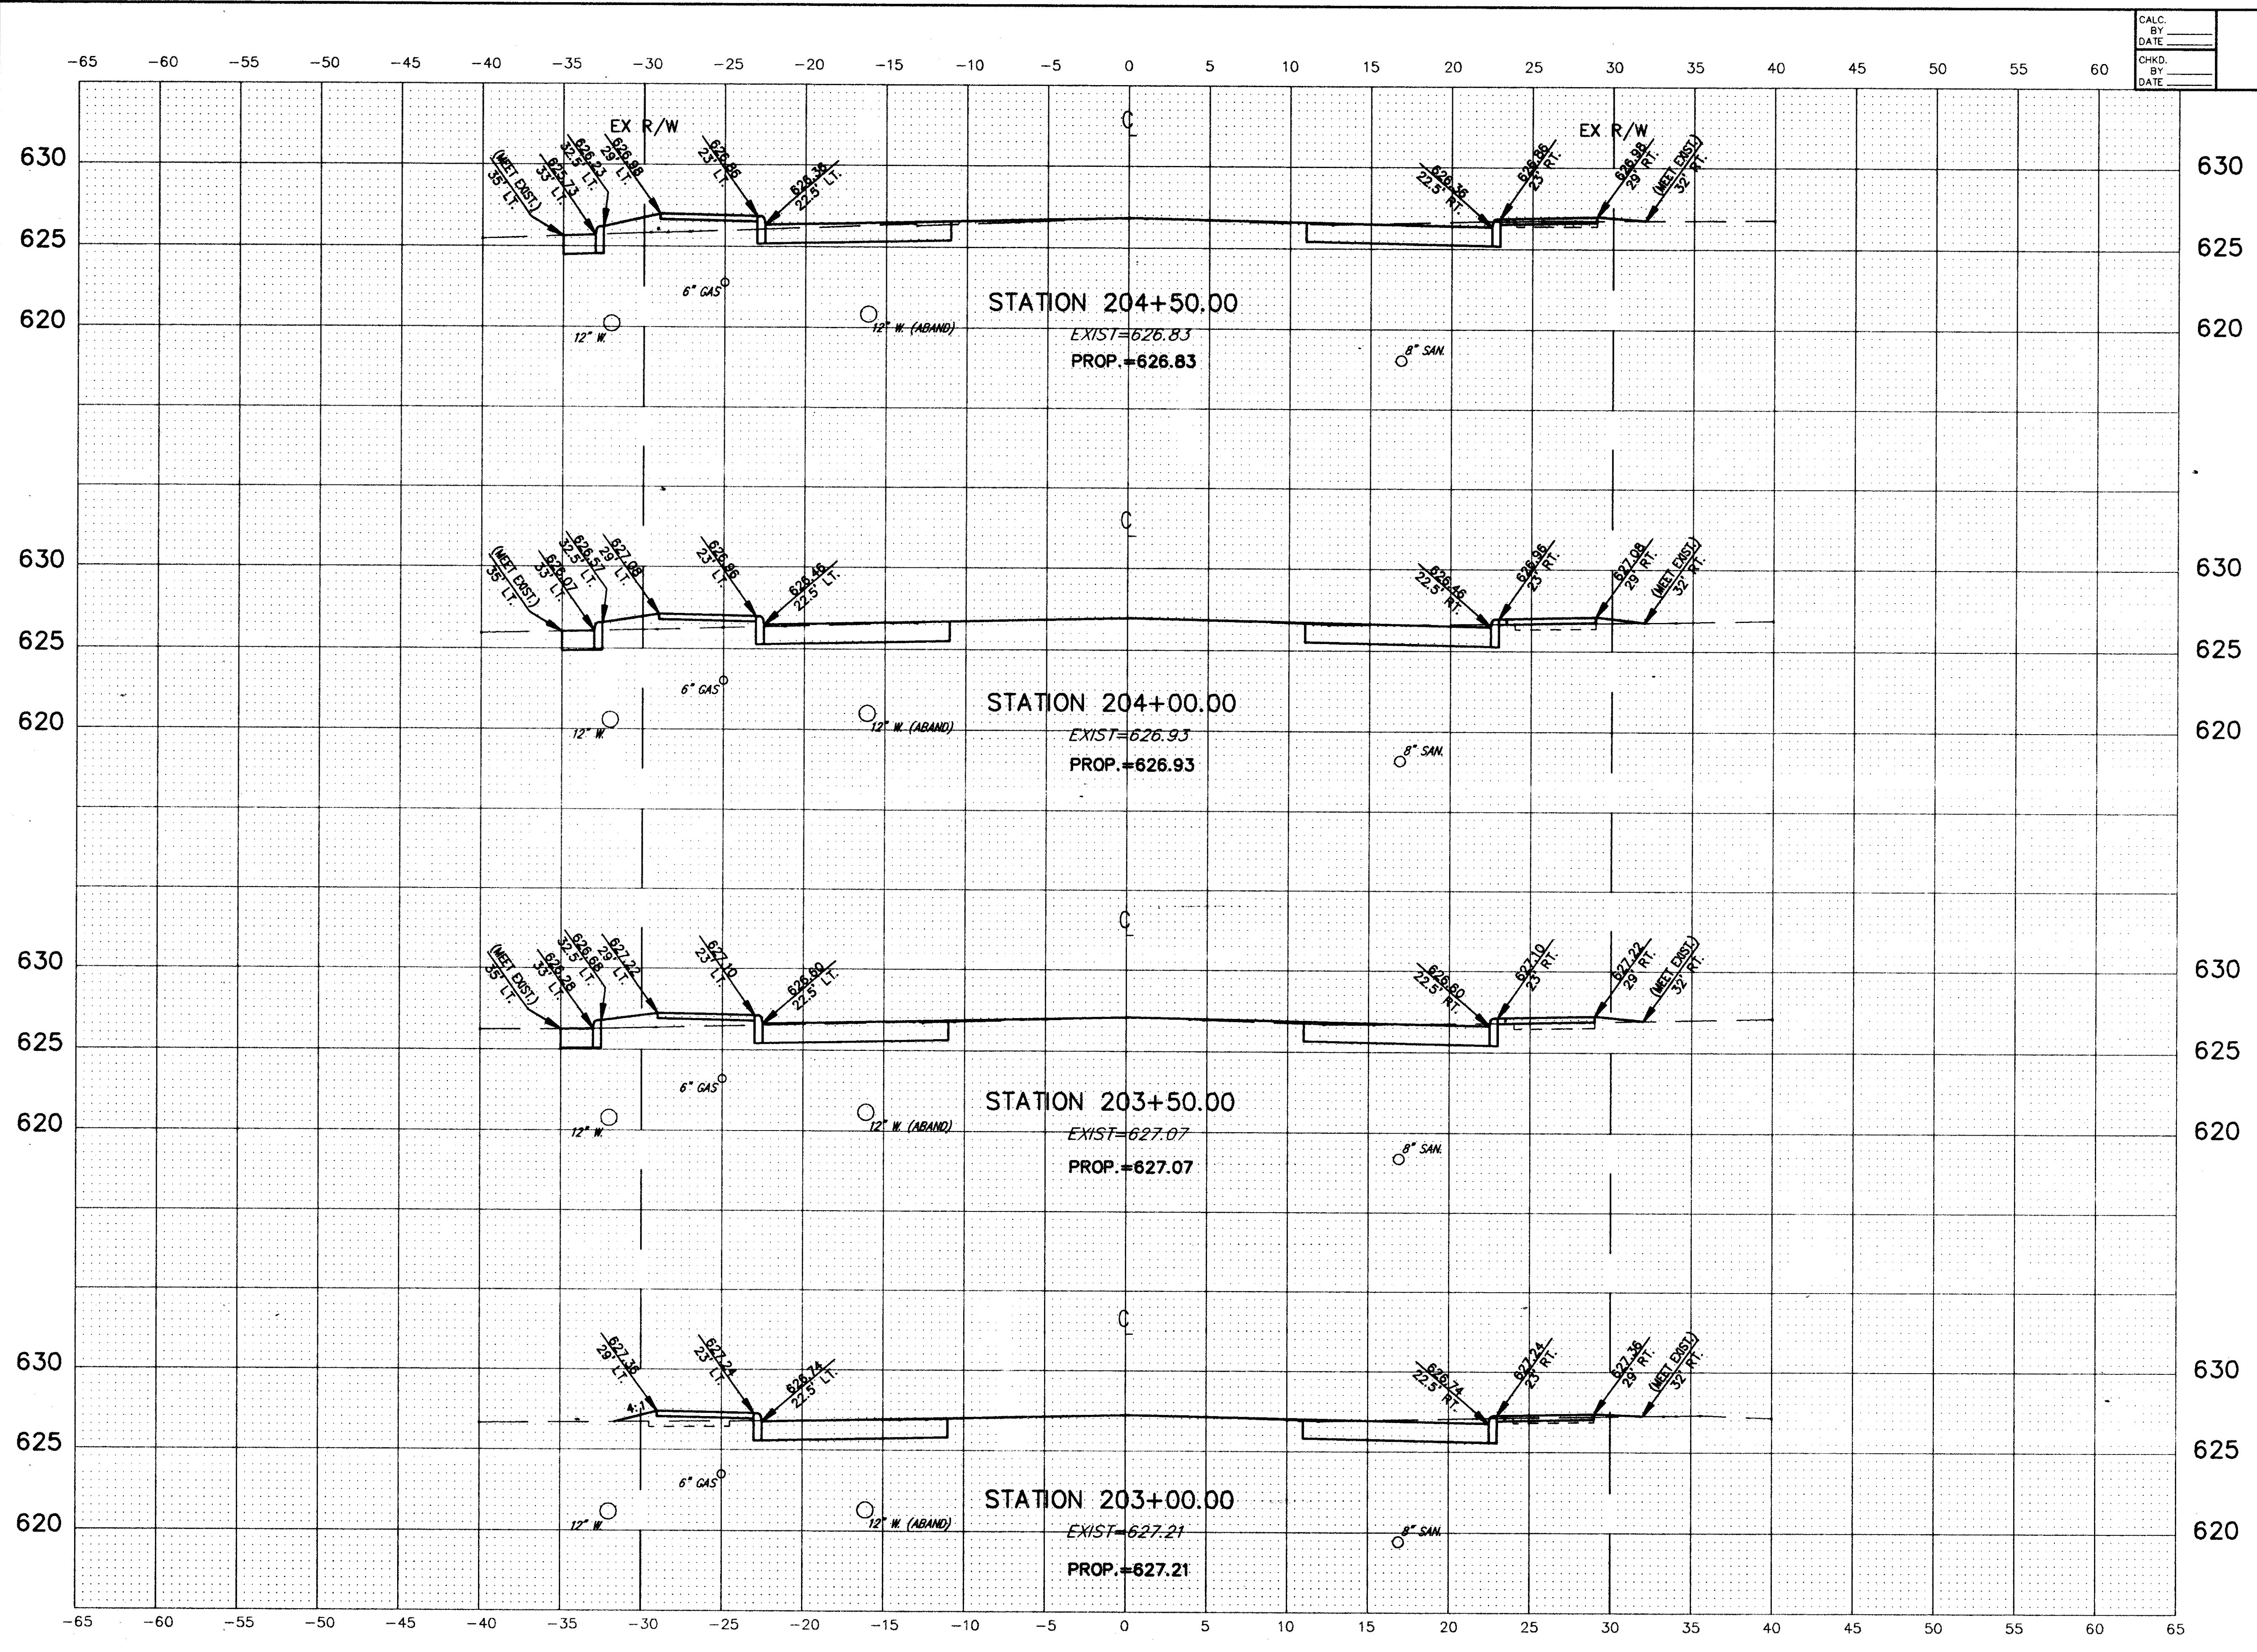 CALC.
BY
DATE
CHKD.
BY
DATE
-65 -60 -55 -50 -45 -40 -35 -30 -25 -20 -15 -10 -5 0 5 10 15 20 25 30 35 40 45 50 55 60
EX R/W
EX R/W
℄
630
625
620
630
625
620
(MEET EXIST.)
35' LT.
625.73
33' LT.
626.23
32.5' LT.
626.98
29' LT.
626.86
23' LT.
626.36
22.5' LT.
626.36
22.5' RT.
626.86
23' RT.
626.98
29' RT.
(MEET EXIST.)
32' RT.
6" GAS
12" W.
12" W. (ABAND)
8" SAN.
STATION 204+50.00
EXIST=626.83
PROP.=626.83
℄
630
625
620
630
625
620
(MEET EXIST.)
35' LT.
626.07
33' LT.
626.57
32.5' LT.
627.08
29' LT.
626.96
23' LT.
626.46
22.5' LT.
626.46
22.5' RT.
626.96
23' RT.
627.08
29' RT.
(MEET EXIST.)
32' RT.
6" GAS
12" W.
12" W. (ABAND)
8" SAN.
STATION 204+00.00
EXIST=626.93
PROP.=626.93
℄
630
625
620
630
625
620
(MEET EXIST.)
35' LT.
626.28
33' LT.
626.68
32.5' LT.
627.22
29' LT.
627.10
23' LT.
626.60
22.5' LT.
626.60
22.5' RT.
627.10
23' RT.
627.22
29' RT.
(MEET EXIST.)
32' RT.
6" GAS
12" W.
12" W. (ABAND)
8" SAN.
STATION 203+50.00
EXIST=627.07
PROP.=627.07
℄
630
625
620
630
625
620
627.36
29' LT.
627.24
23' LT.
626.74
22.5' LT.
626.74
22.5' RT.
627.24
23' RT.
627.36
29' RT.
(MEET EXIST.)
32' RT.
4:1
6" GAS
12" W.
12" W. (ABAND)
8" SAN.
STATION 203+00.00
EXIST=627.21
PROP.=627.21
-65 -60 -55 -50 -45 -40 -35 -30 -25 -20 -15 -10 -5 0 5 10 15 20 25 30 35 40 45 50 55 60 65